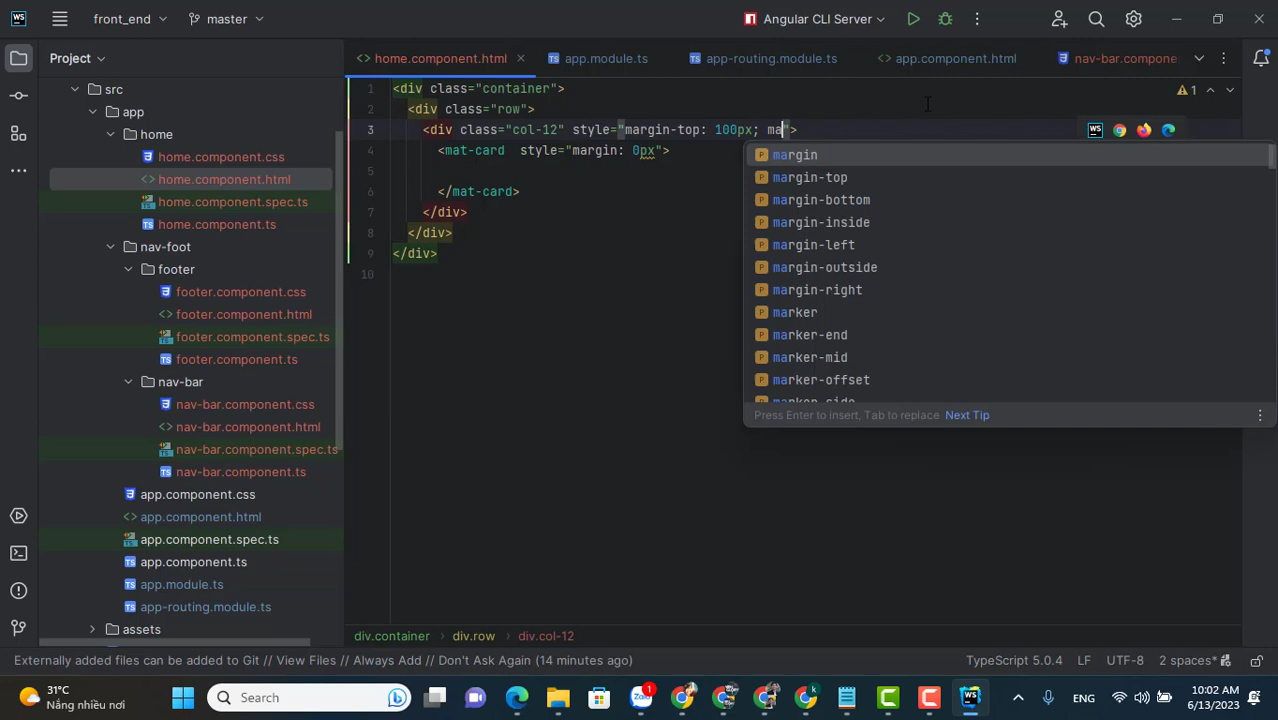 WS
front_end
master
Angular CLI Server
Project
home.component.html
app.module.ts
app-routing.module.ts
app.component.html
nav-bar.compone
src
app
home
home.component.css
home.component.html
home.component.spec.ts
home.component.ts
nav-foot
footer
footer.component.css
footer.component.html
footer.component.spec.ts
footer.component.ts
nav-bar
nav-bar.component.css
nav-bar.component.html
nav-bar.component.spec.ts
nav-bar.component.ts
app.component.css
app.component.html
app.component.spec.ts
app.component.ts
app.module.ts
app-routing.module.ts
assets
1 <div class="container">
2 <div class="row">
3 <div class="col-12" style="margin-top: 100px; ma">
4 <mat-card  style="margin: 0px">
5
6 </mat-card>
7 </div>
8 </div>
9 </div>
10
1
WS
margin
margin-top
margin-bottom
margin-inside
margin-left
margin-outside
margin-right
marker
marker-end
marker-mid
marker-offset
marker-side
Press Enter to insert, Tab to replace Next Tip
div.container
div.row
div.col-12
Externally added files can be added to Git // View Files // Always Add // Don't Ask Again (14 minutes ago)
TypeScript 5.0.4
LF
UTF-8
2 spaces*
31°C
Nắng nhiều nơi
Search
1
k
WS
ENG
10:02 AM
6/13/2023